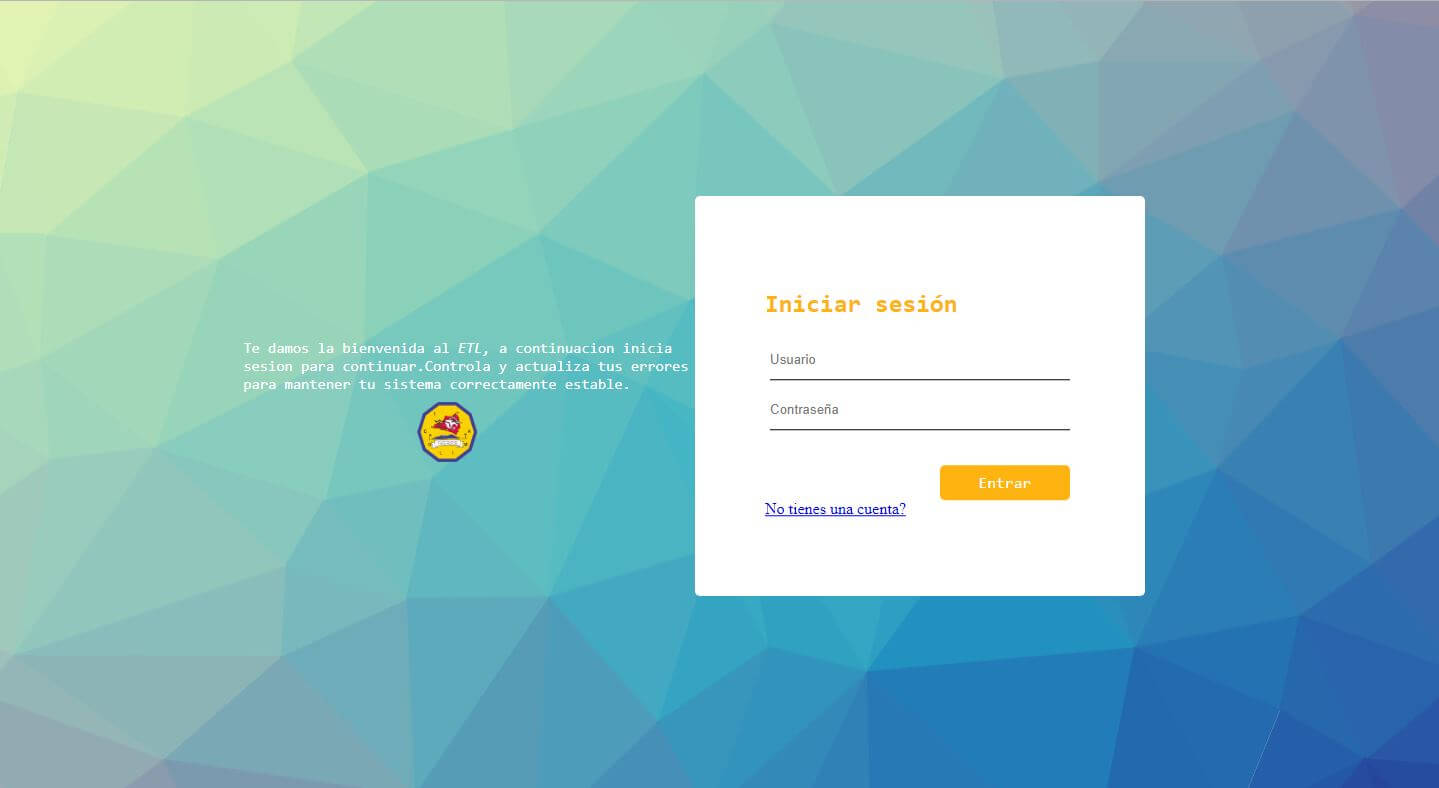 Te damos la bienvenida al ETL, a continuacion inicia
sesion para continuar.Controla y actualiza tus errores
para mantener tu sistema correctamente estable.
Iniciar sesión
Usuario
Contraseña
Entrar
No tienes una cuenta?